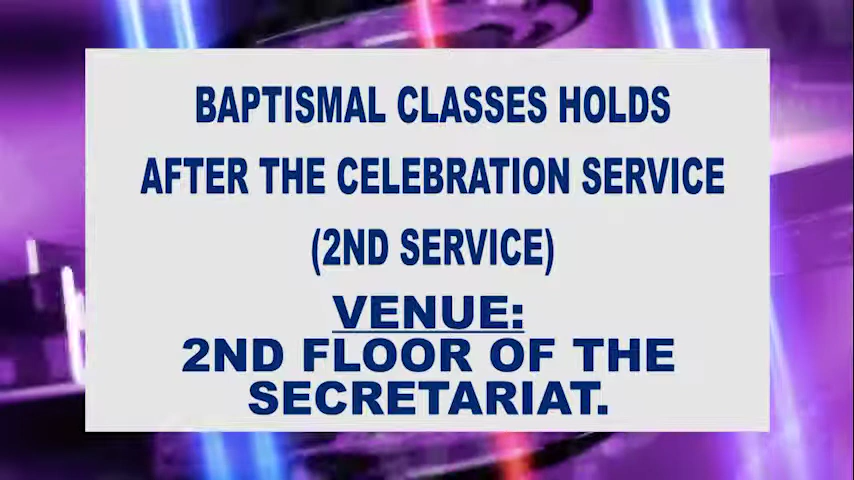 BAPTISMAL CLASSES HOLDS
AFTER THE CELEBRATION SERVICE
(2ND SERVICE)
VENUE:
2ND FLOOR OF THE
SECRETARIAT.